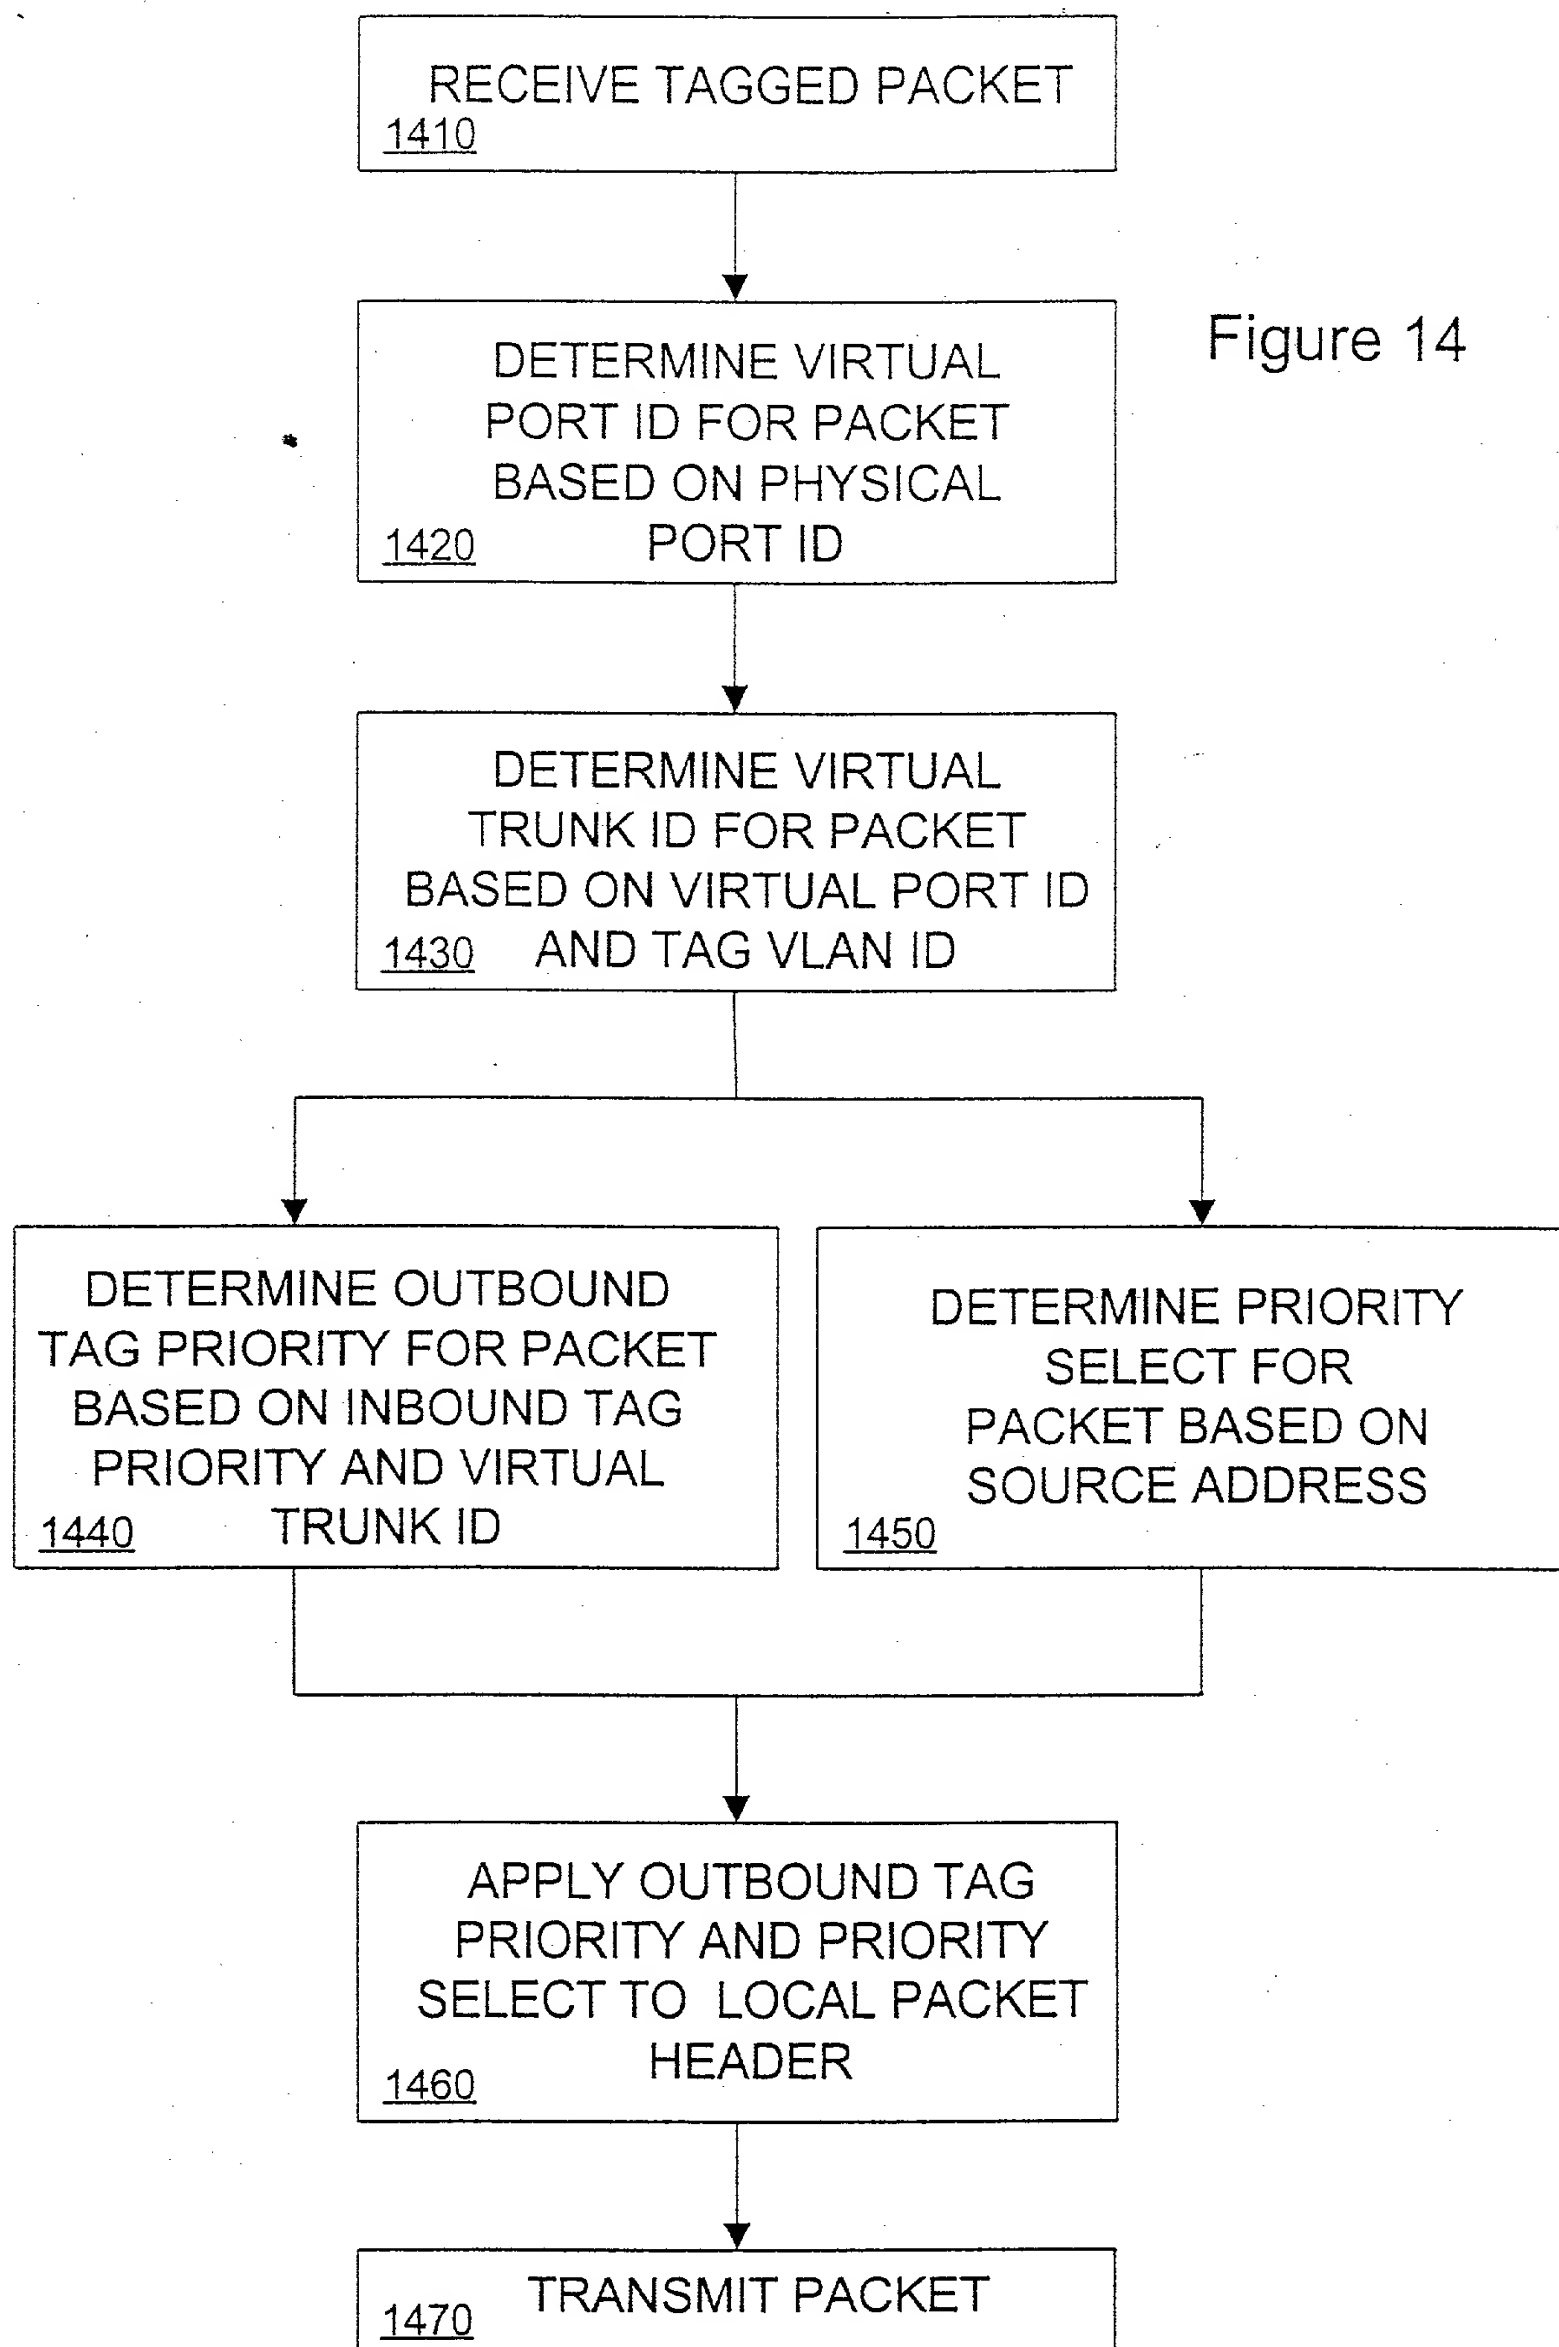 RECEIVE TAGGED PACKET
1410
Figure 14
DETERMINE VIRTUAL
PORT ID FOR PACKET
BASED ON PHYSICAL
PORT ID
1420
DETERMINE VIRTUAL
TRUNK ID FOR PACKET
BASED ON VIRTUAL PORT ID
AND TAG VLAN ID
1430
DETERMINE OUTBOUND
TAG PRIORITY FOR PACKET
BASED ON INBOUND TAG
PRIORITY AND VIRTUAL
TRUNK ID
1440
DETERMINE PRIORITY
SELECT FOR
PACKET BASED ON
SOURCE ADDRESS
1450
APPLY OUTBOUND TAG
PRIORITY AND PRIORITY
SELECT TO LOCAL PACKET
HEADER
1460
TRANSMIT PACKET
1470